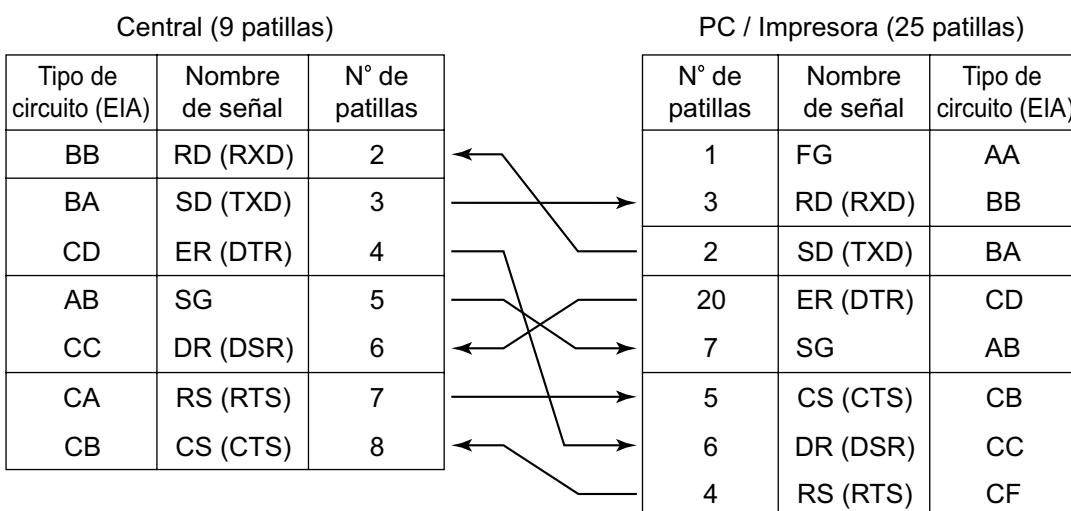 Central (9 patillas)
Tipo de circuito (EIA) Nombre de señal N° de patillas
BB RD (RXD) 2
BA SD (TXD) 3
CD ER (DTR) 4
AB SG 5
CC DR (DSR) 6
CA RS (RTS) 7
CB CS (CTS) 8
PC / Impresora (25 patillas)
N° de patillas Nombre de señal Tipo de circuito (EIA)
1 FG AA
3 RD (RXD) BB
2 SD (TXD) BA
20 ER (DTR) CD
7 SG AB
5 CS (CTS) CB
6 DR (DSR) CC
4 RS (RTS) CF